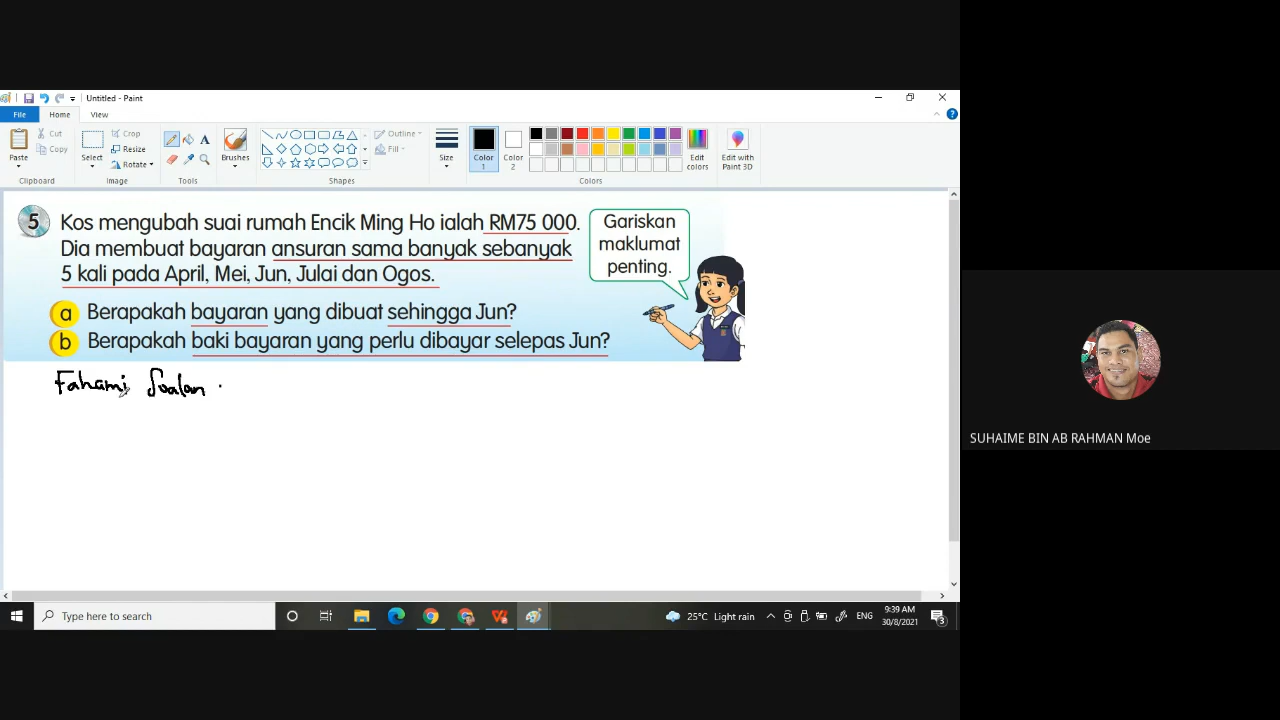 Untitled - Paint
File Home View
Paste
Cut
Copy
Clipboard
Select
Crop
Resize
Rotate
Image
Tools
Brushes
Shapes
Outline
Fill
Size
Color 1
Color 2
Colors
Edit colors
Edit with Paint 3D
5 Kos mengubah suai rumah Encik Ming Ho ialah RM75 000.
Dia membuat bayaran ansuran sama banyak sebanyak
5 kali pada April, Mei, Jun, Julai dan Ogos.
Gariskan
maklumat
penting.
a Berapakah bayaran yang dibuat sehingga Jun?
b Berapakah baki bayaran yang perlu dibayar selepas Jun?
Fahami Soalan
SUHAIME BIN AB RAHMAN Moe
Type here to search
25°C Light rain
ENG
9:39 AM
30/8/2021
3